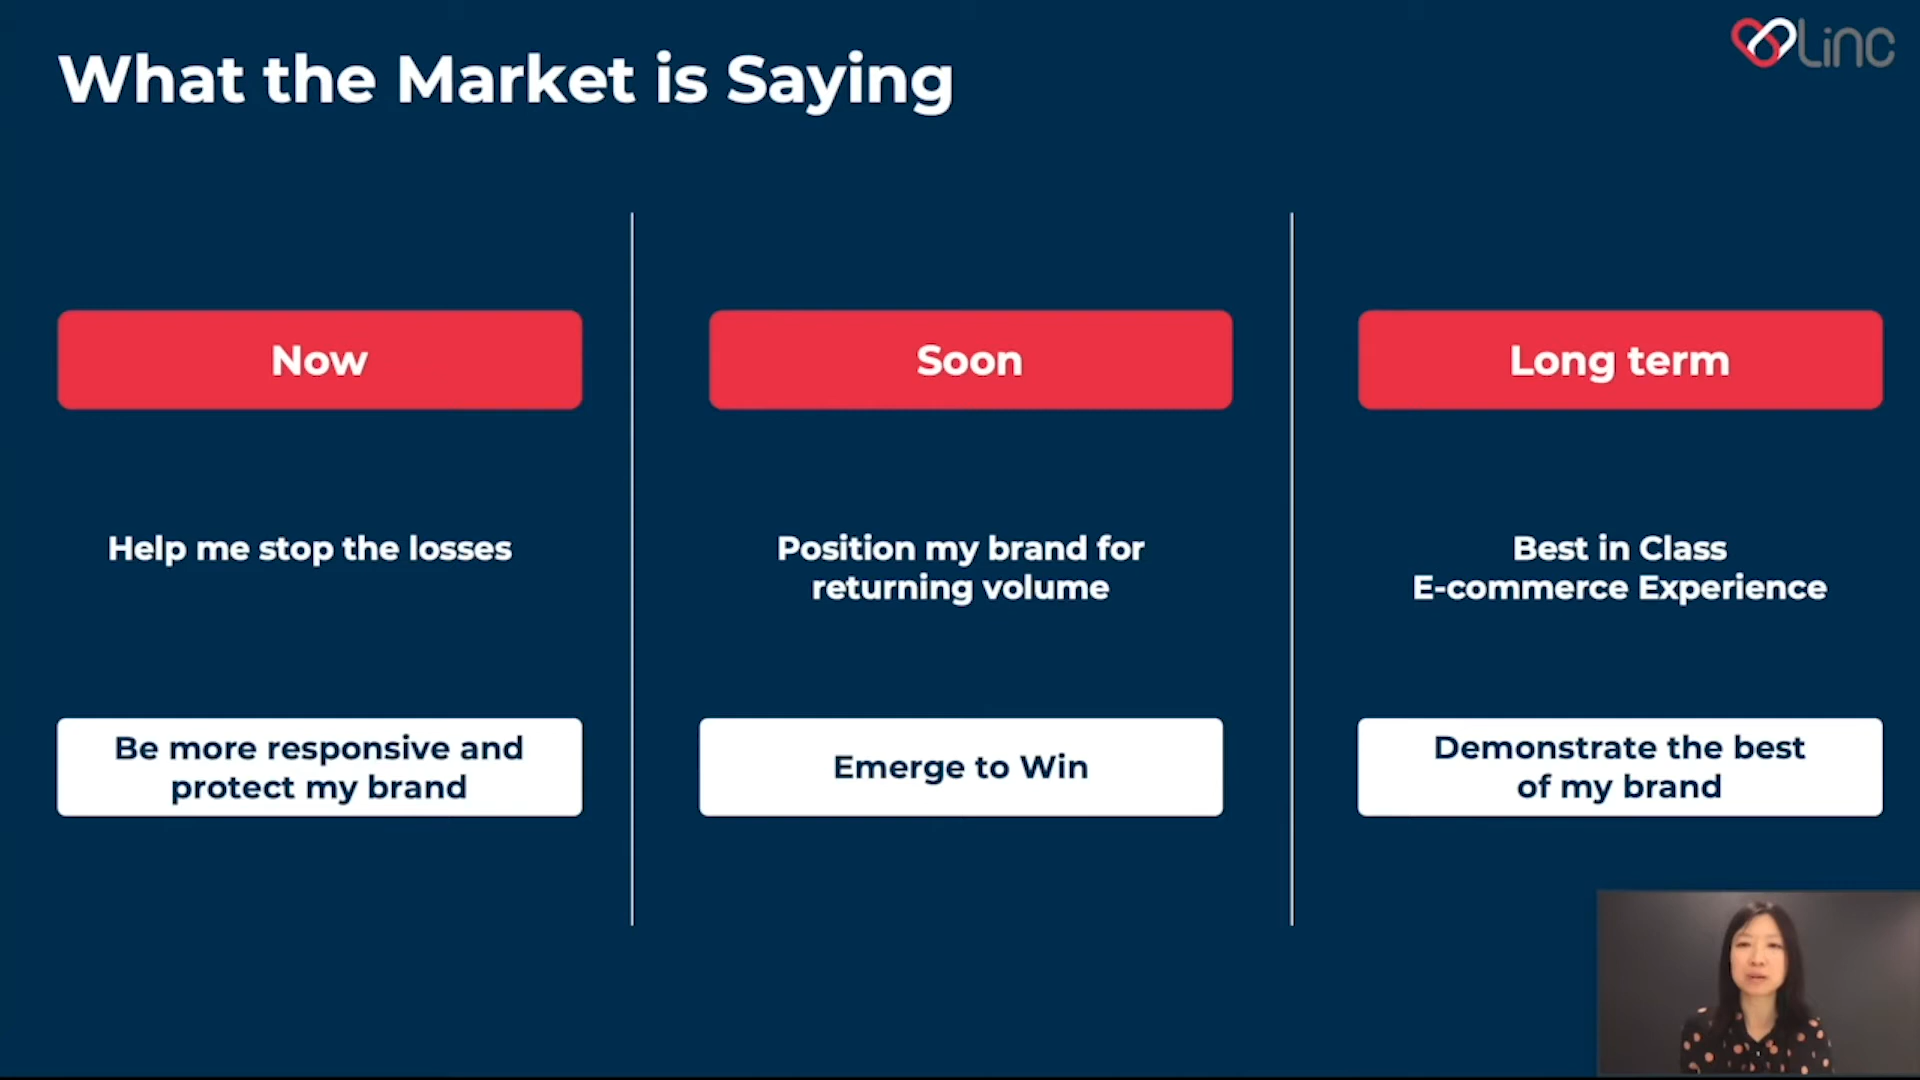 What the Market is Saying
Linc
Now
Help me stop the losses
Be more responsive and
protect my brand
Soon
Position my brand for
returning volume
Emerge to Win
Long term
Best in Class
E-commerce Experience
Demonstrate the best
of my brand